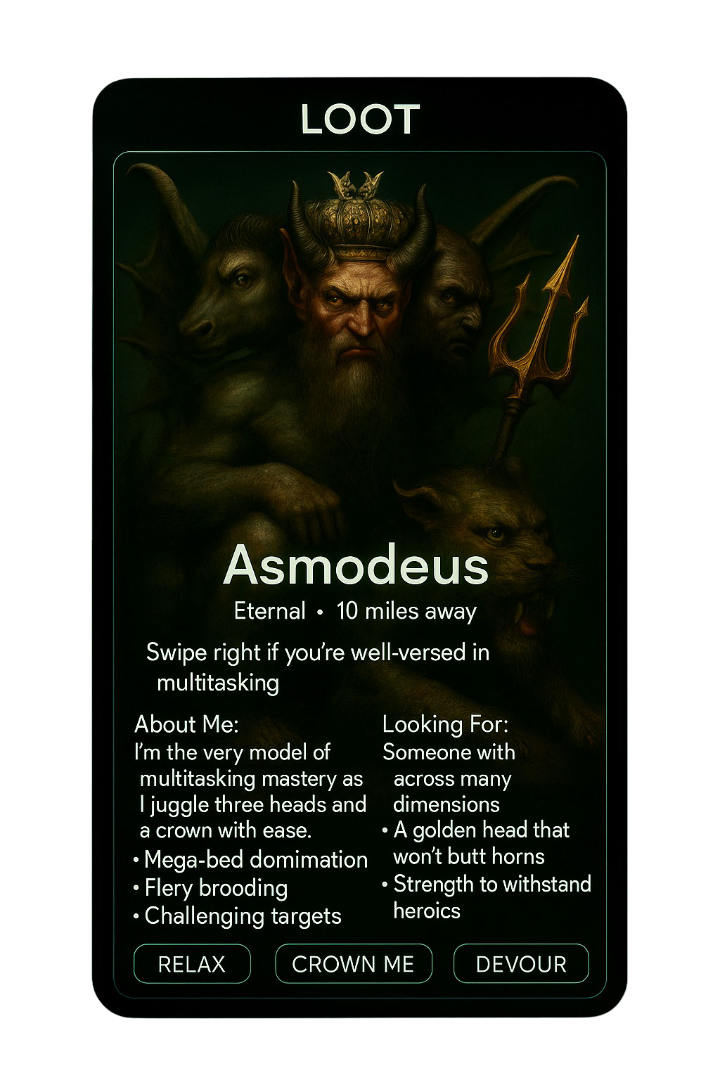 LOOT
Asmodeus
Eternal • 10 miles away
Swipe right if you're well-versed in
multitasking
About Me:
I'm the very model of
multitasking mastery as
I juggle three heads and
a crown with ease.
• Mega-bed domimation
• Flery brooding
• Challenging targets
Looking For:
Someone with
across many
dimensions
• A golden head that
won't butt horns
• Strength to withstand
heroics
RELAX
CROWN ME
DEVOUR